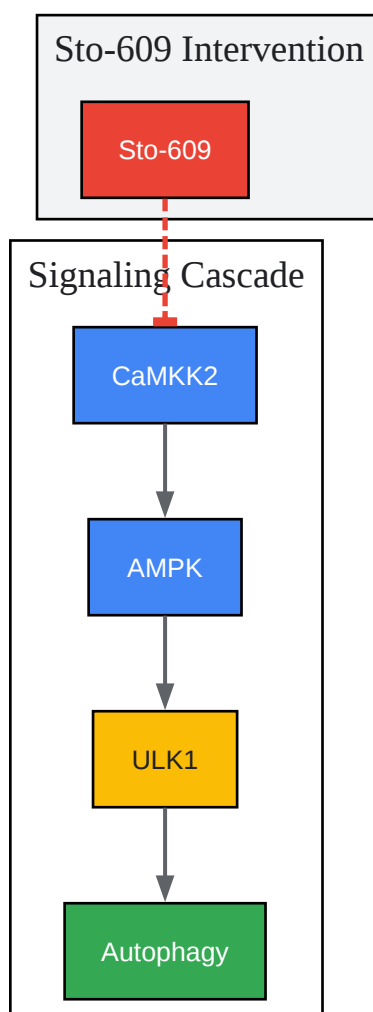 Sto-609 Intervention
Sto-609
Signaling Cascade
CaMKK2
AMPK
ULK1
Autophagy